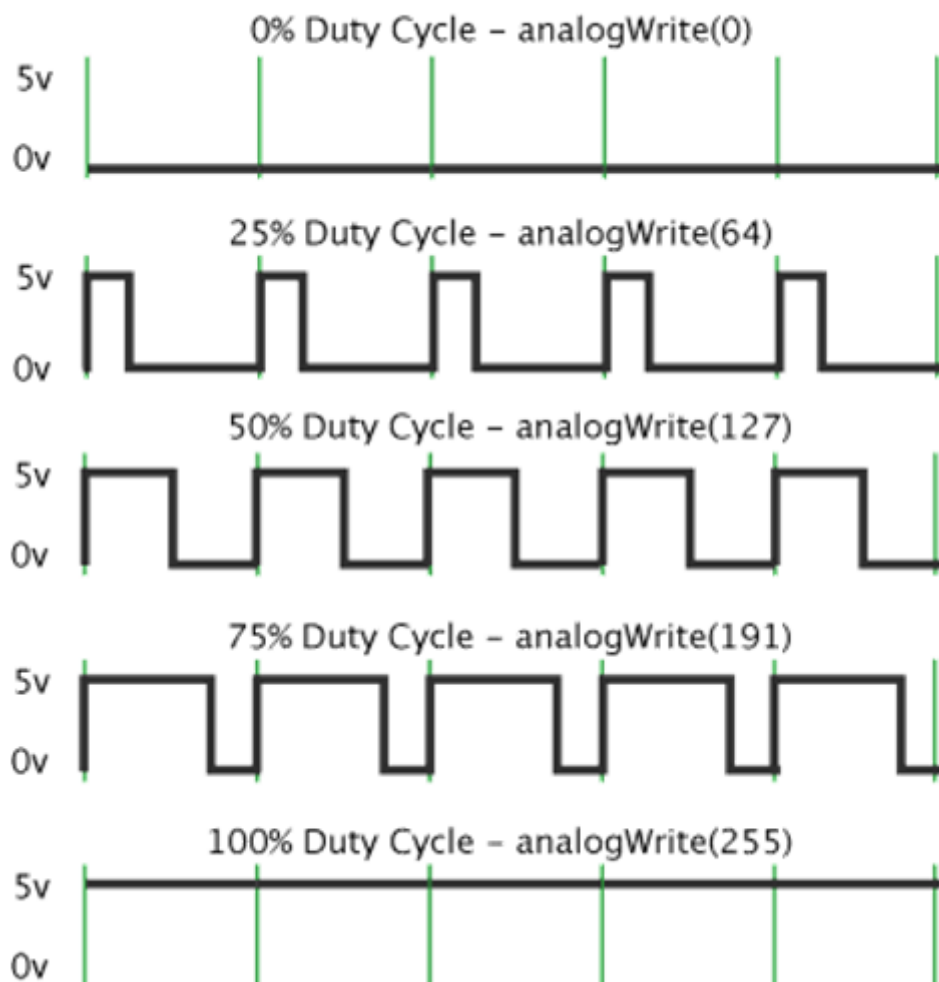 0% Duty Cycle – analogWrite(0)
5v
0v
25% Duty Cycle – analogWrite(64)
5v
0v
50% Duty Cycle – analogWrite(127)
5v
0v
75% Duty Cycle – analogWrite(191)
5v
0v
100% Duty Cycle – analogWrite(255)
5v
0v